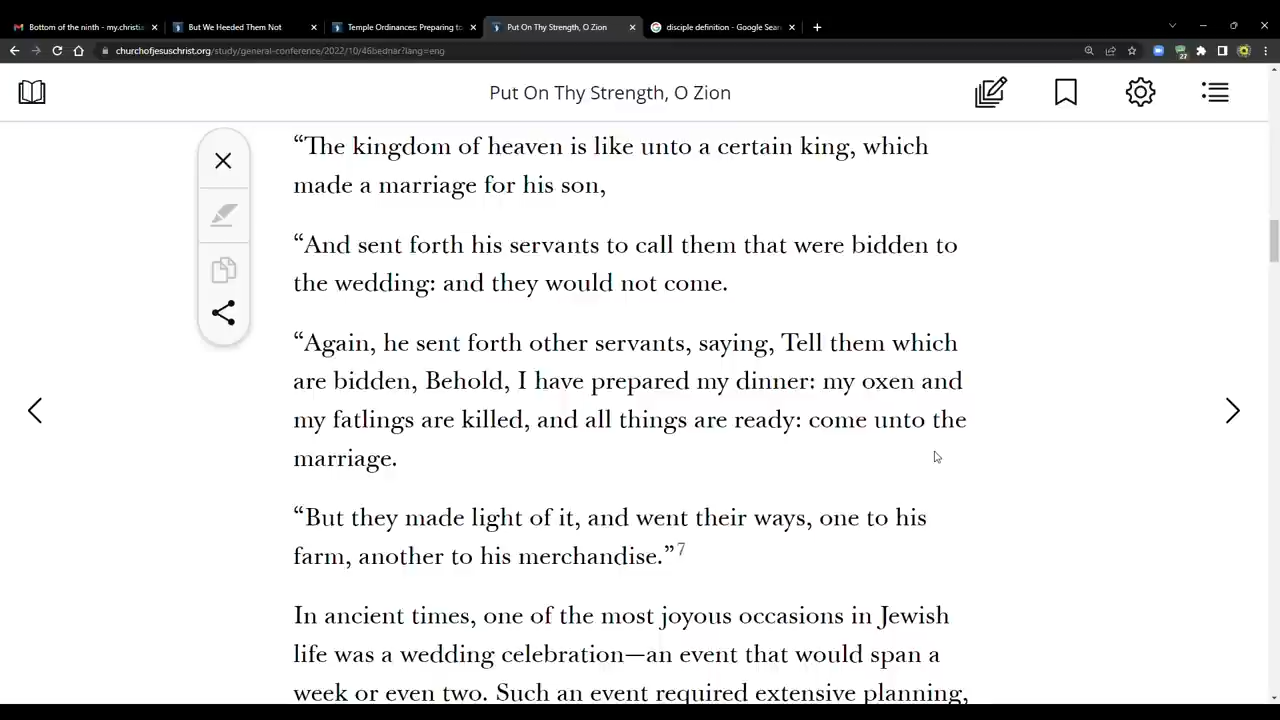 Bottom of the ninth - my.christia
But We Heeded Them Not
Temple Ordinances: Preparing to
Put On Thy Strength, O Zion
disciple definition - Google Sear
churchofjesuschrist.org/study/general-conference/2022/10/46bednar?lang=eng
27
Put On Thy Strength, O Zion
“The kingdom of heaven is like unto a certain king, which
made a marriage for his son,
“And sent forth his servants to call them that were bidden to
the wedding: and they would not come.
“Again, he sent forth other servants, saying, Tell them which
are bidden, Behold, I have prepared my dinner: my oxen and
my fatlings are killed, and all things are ready: come unto the
marriage.
“But they made light of it, and went their ways, one to his
farm, another to his merchandise.”7
In ancient times, one of the most joyous occasions in Jewish
life was a wedding celebration—an event that would span a
week or even two. Such an event required extensive planning,